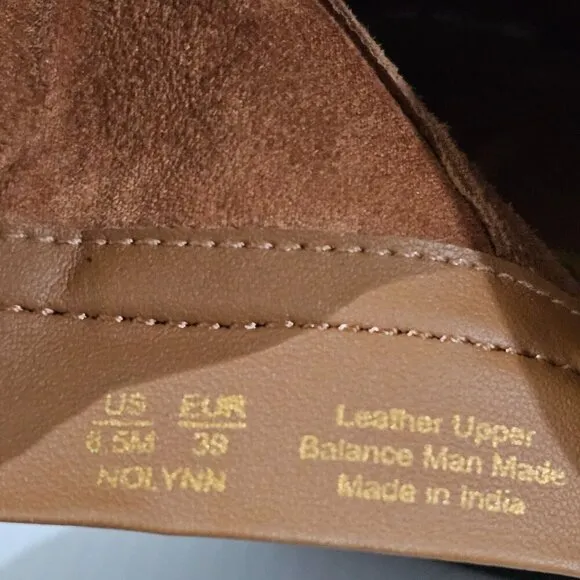 US EUR
8.5M 39
NOLYNN
Leather Upper
Balance Man Made
Made in India